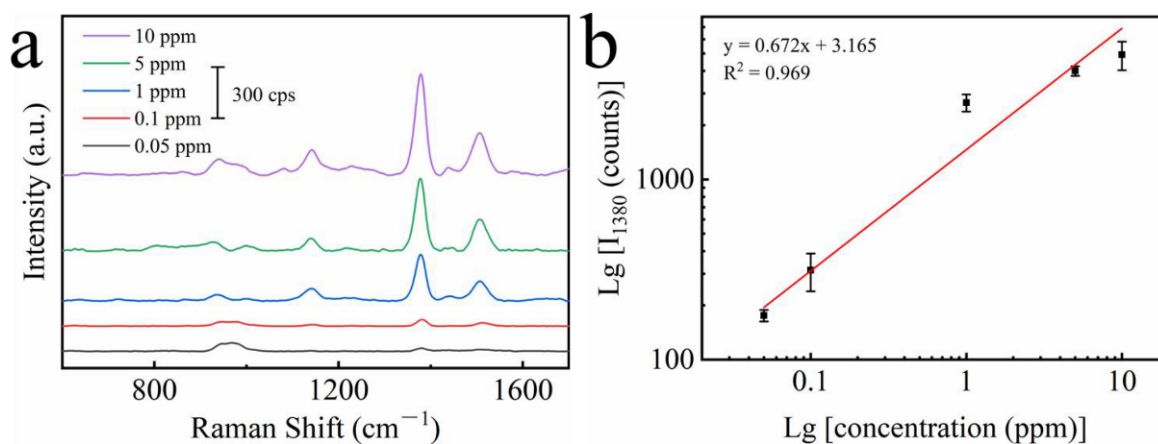 a
10 ppm
5 ppm
1 ppm
0.1 ppm
0.05 ppm
300 cps
Intensity (a.u.)
800
1200
1600
Raman Shift (cm⁻¹)
b
y = 0.672x + 3.165
R² = 0.969
Lg [I₁₃₈₀ (counts)]
1000
100
0.1
1
10
Lg [concentration (ppm)]